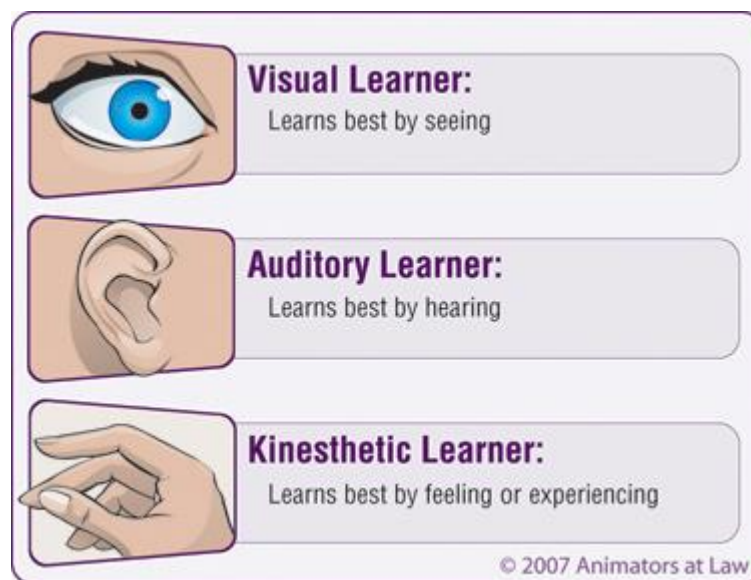 Visual Learner:
Learns best by seeing
Auditory Learner:
Learns best by hearing
Kinesthetic Learner:
Learns best by feeling or experiencing
© 2007 Animators at Law